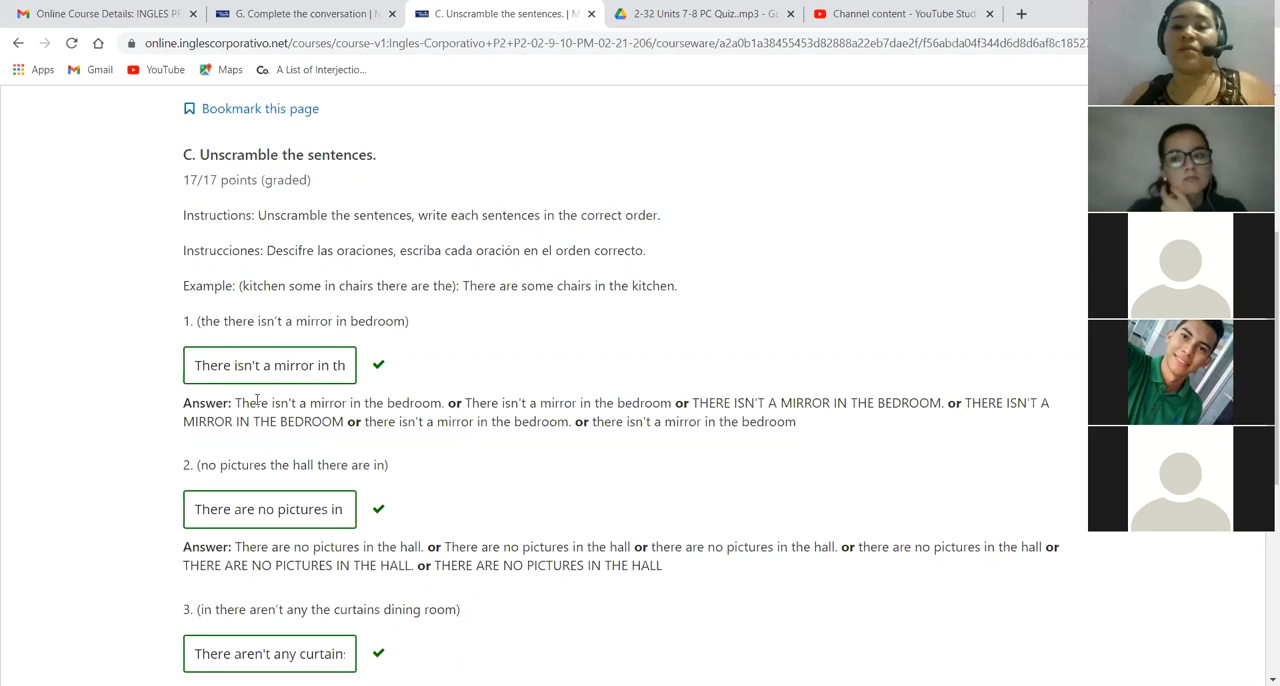 Online Course Details: INGLES PR
G. Complete the conversation | M
C. Unscramble the sentences. | M
2-32 Units 7-8 PC Quiz..mp3 - Go
Channel content - YouTube Stud
online.inglescorporativo.net/courses/course-v1:Ingles-Corporativo+P2+P2-02-9-10-PM-02-21-206/courseware/a2a0b1a38455453d82888a22eb7dae2f/f56abda04f344d6d8d6af8c18527
Apps Gmail YouTube Maps Co. A List of Interjectio...
Bookmark this page
C. Unscramble the sentences.
17/17 points (graded)
Instructions: Unscramble the sentences, write each sentences in the correct order.
Instrucciones: Descifre las oraciones, escriba cada oración en el orden correcto.
Example: (kitchen some in chairs there are the): There are some chairs in the kitchen.
1. (the there isn't a mirror in bedroom)
There isn't a mirror in th
Answer: There isn't a mirror in the bedroom. or There isn't a mirror in the bedroom or THERE ISN'T A MIRROR IN THE BEDROOM. or THERE ISN'T A
MIRROR IN THE BEDROOM or there isn't a mirror in the bedroom. or there isn't a mirror in the bedroom
2. (no pictures the hall there are in)
There are no pictures in
Answer: There are no pictures in the hall. or There are no pictures in the hall or there are no pictures in the hall. or there are no pictures in the hall or
THERE ARE NO PICTURES IN THE HALL. or THERE ARE NO PICTURES IN THE HALL
3. (in there aren't any the curtains dining room)
There aren't any curtain